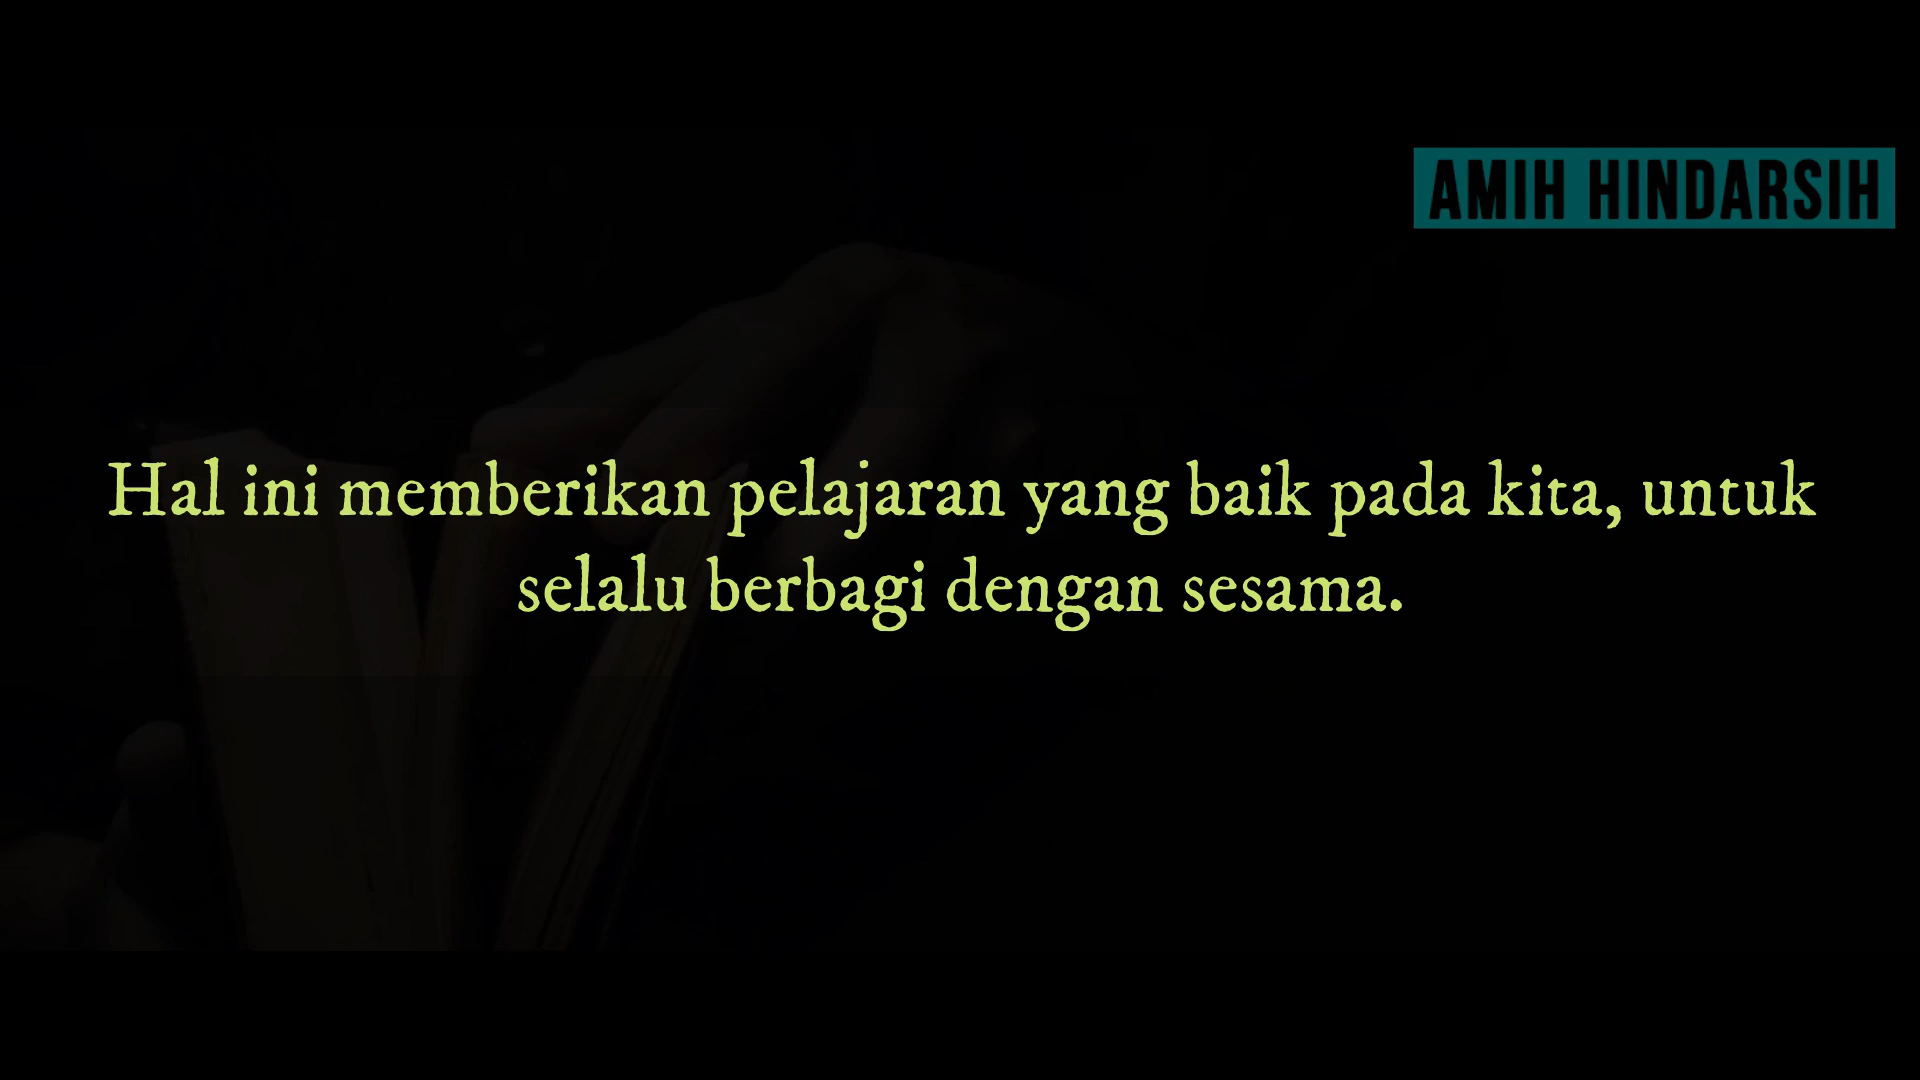 AMIH HINDARSIH
Hal ini memberikan pelajaran yang baik pada kita, untuk
selalu berbagi dengan sesama.